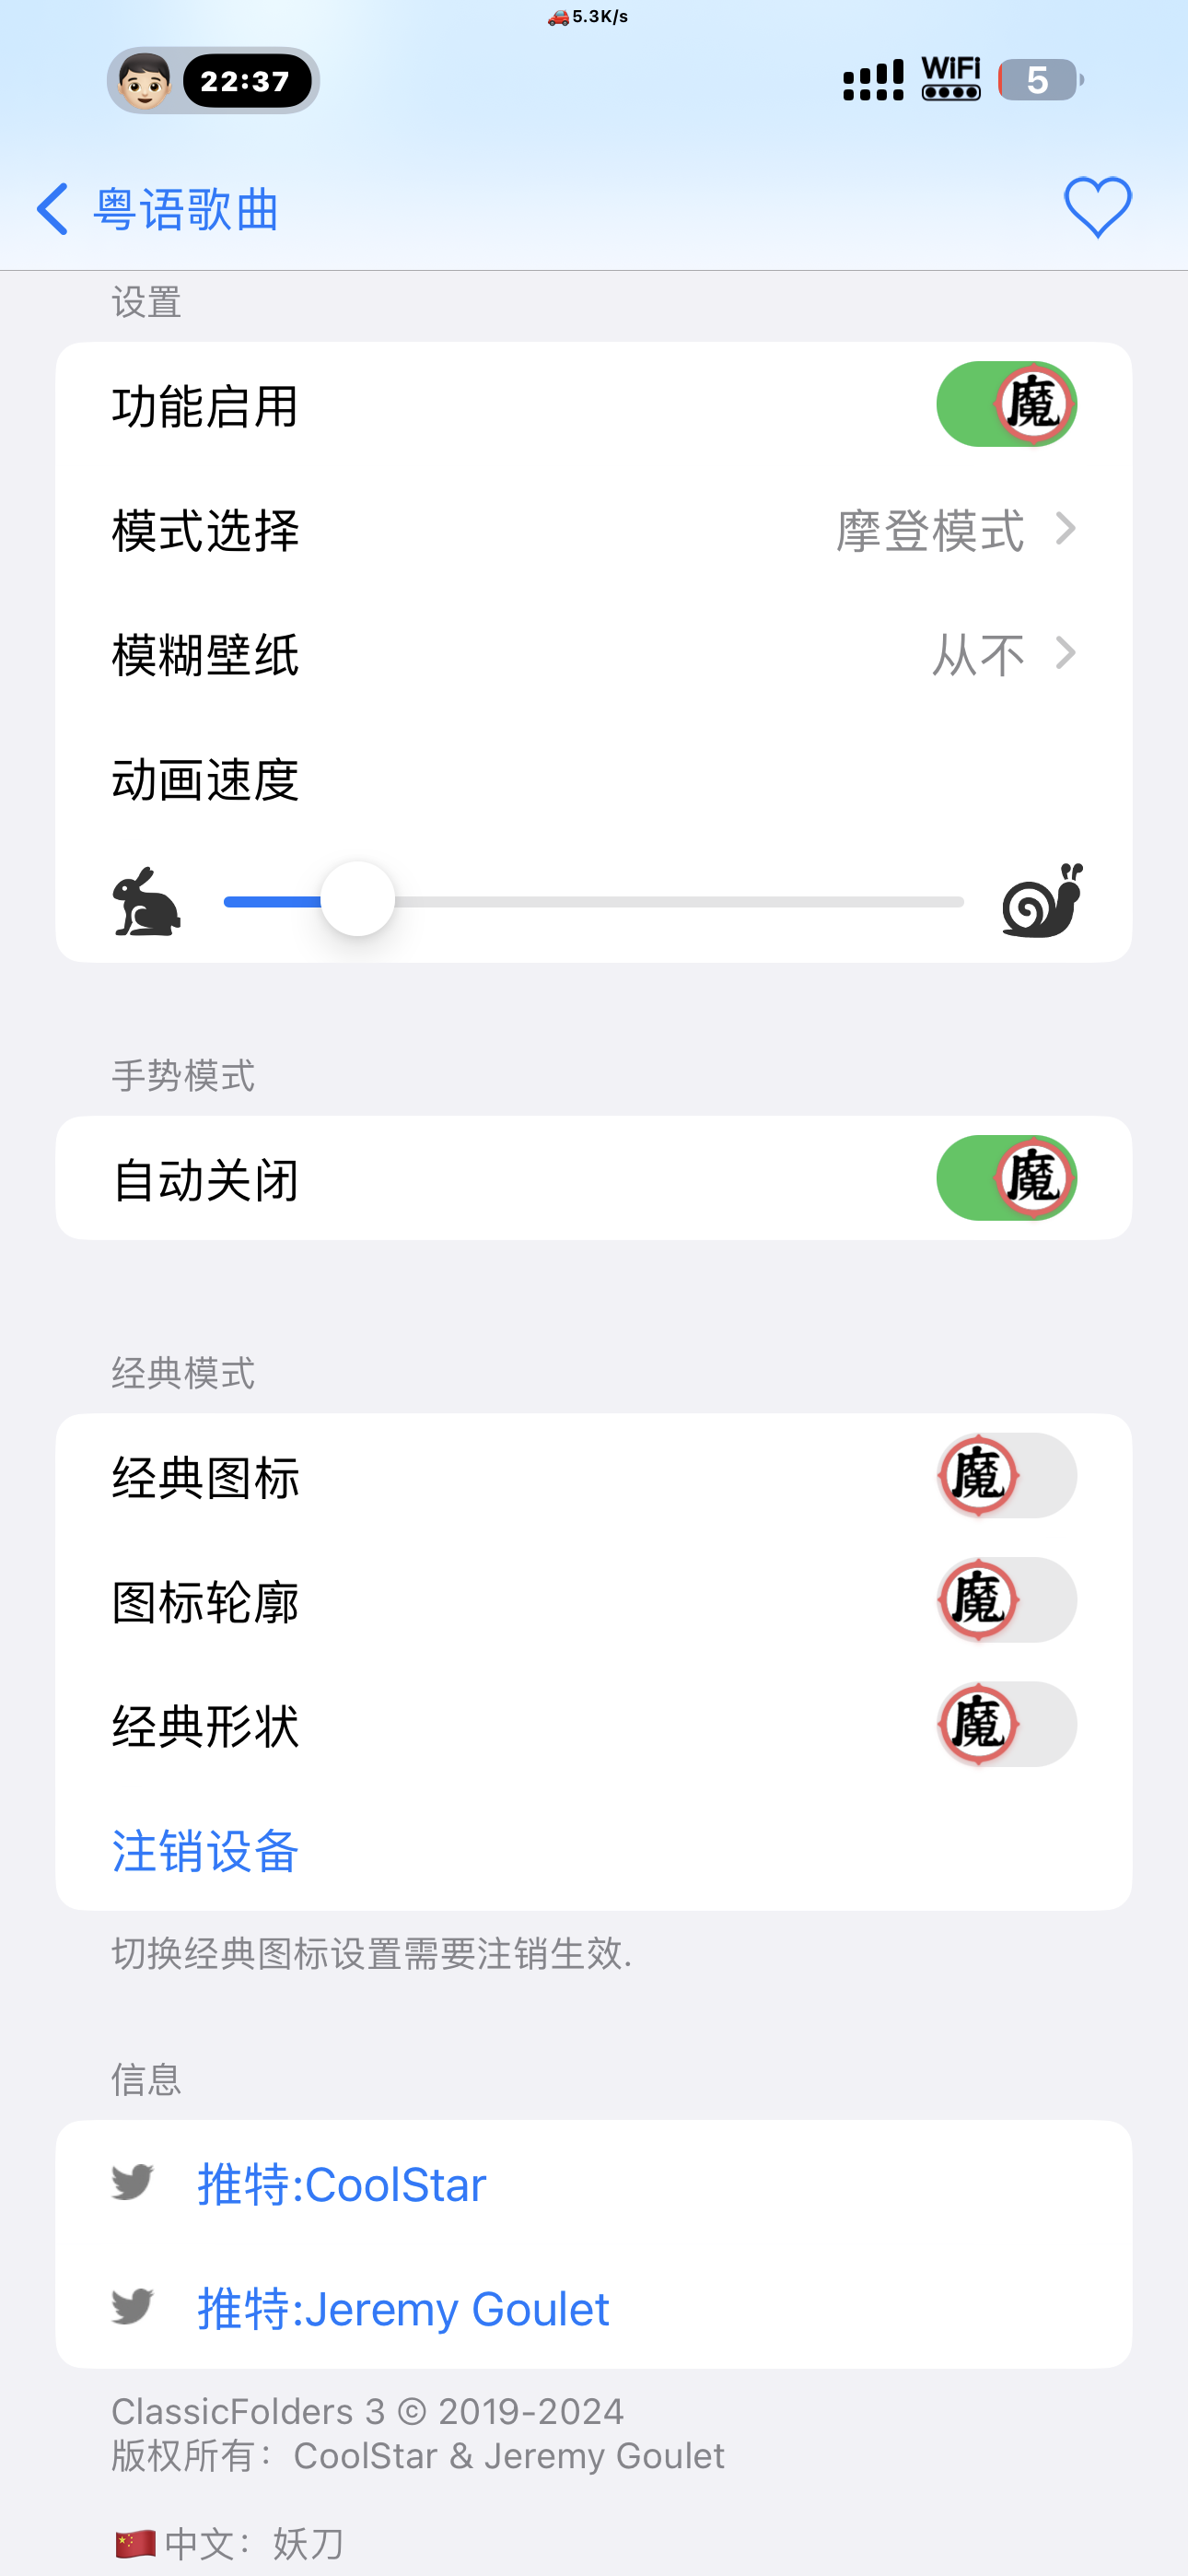 🚗5.3K/s
22:37
WiFi
5
粤语歌曲
设置
功能启用
魔
模式选择
摩登模式
模糊壁纸
从不
动画速度
手势模式
自动关闭
魔
经典模式
经典图标
魔
图标轮廓
魔
经典形状
魔
注销设备
切换经典图标设置需要注销生效.
信息
推特:CoolStar
推特:Jeremy Goulet
ClassicFolders 3 © 2019-2024
版权所有：CoolStar & Jeremy Goulet
🇨🇳中文：妖刀